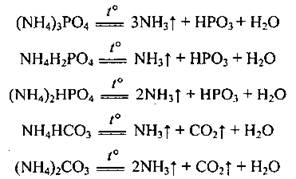 (NH4)3PO4 t° ⇌ 3NH3↑ + HPO3 + H2O
NH4H2PO4 t° ⇌ NH3↑ + HPO3 + H2O
(NH4)2HPO4 t° ⇌ 2NH3↑ + HPO3 + H2O
NH4HCO3 t° ⇌ NH3↑ + CO2↑ + H2O
(NH4)2CO3 t° ⇌ 2NH3↑ + CO2↑ + H2O